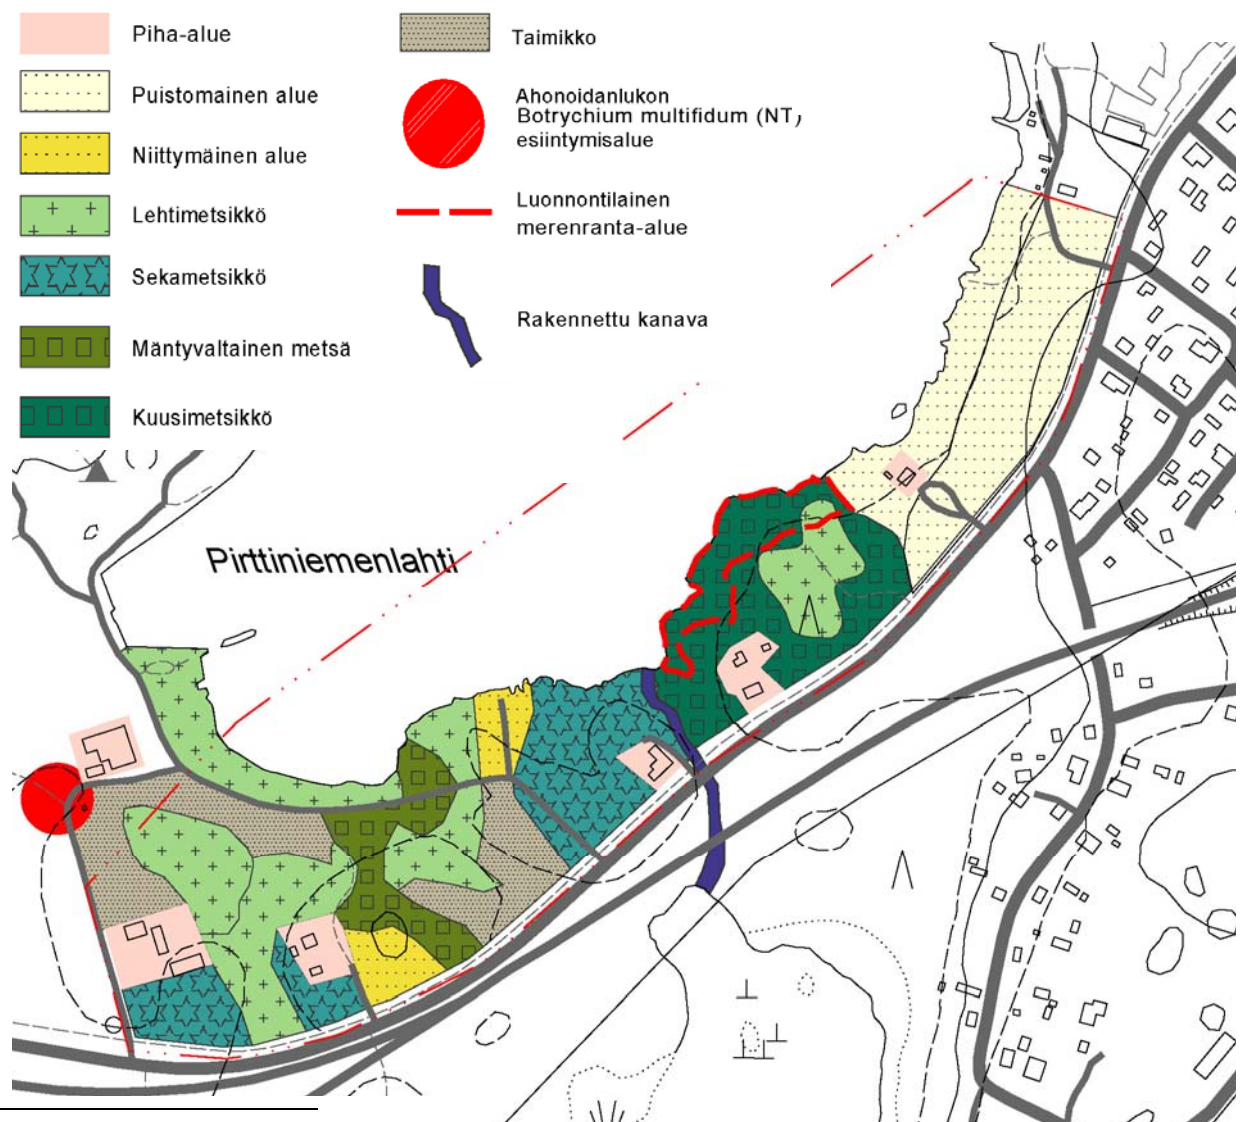 Piha-alue
Puistomainen alue
Niittymäinen alue
Lehtimetsikkö
Sekametsikkö
Mäntyvaltainen metsä
Kuusimetsikkö
Taimikko
Ahonoidanlukon
Botrychium multifidum (NT)
esiintymisalue
Luonnontilainen
merenranta-alue
Rakennettu kanava
Pirttiniemenlahti